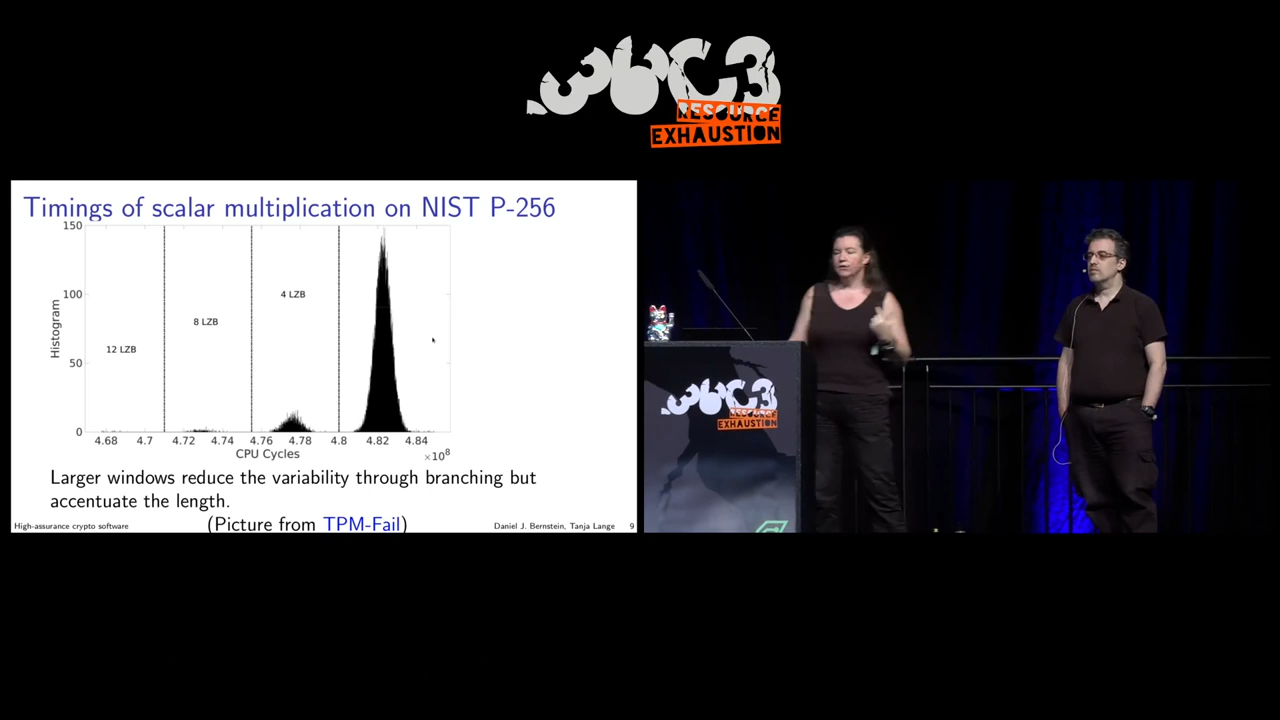 36C3
RESOURCE
EXHAUSTION
Timings of scalar multiplication on NIST P-256
150
100
50
0
Histogram
12 LZB
8 LZB
4 LZB
4.68 4.7 4.72 4.74 4.76 4.78 4.8 4.82 4.84
CPU Cycles
×10⁸
Larger windows reduce the variability through branching but
accentuate the length.
(Picture from TPM-Fail)
High-assurance crypto software Daniel J. Bernstein, Tanja Lange 9
36C3
RESOURCE
EXHAUSTION